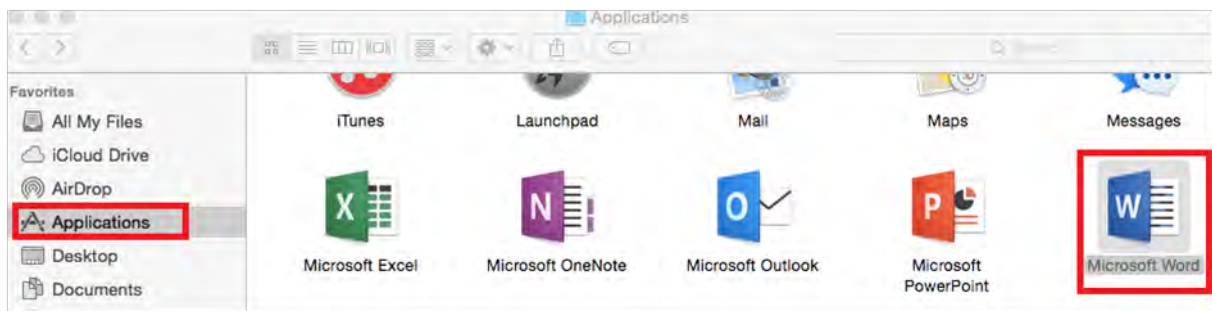 Applications
Favorites
All My Files
iCloud Drive
AirDrop
Applications
Desktop
Documents
iTunes
Launchpad
Mail
Maps
Messages
X
N
O
P
W
Microsoft Excel
Microsoft OneNote
Microsoft Outlook
Microsoft
PowerPoint
Microsoft Word